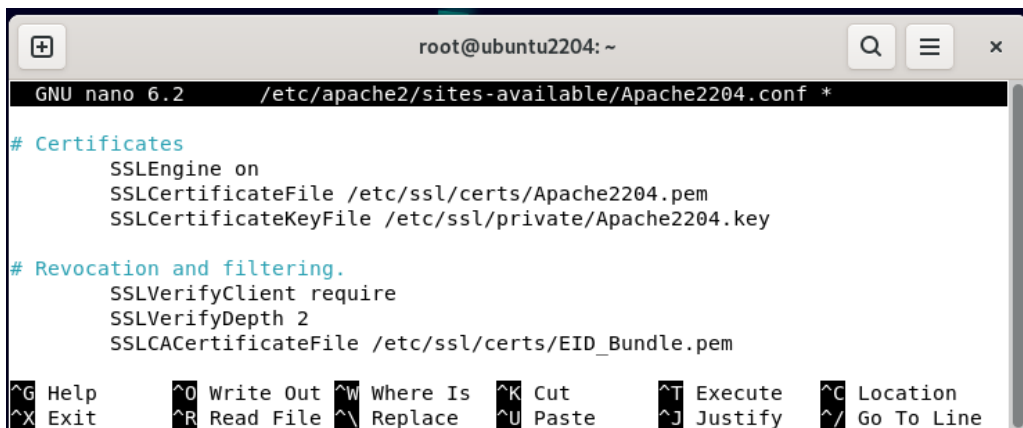 root@ubuntu2204: ~
GNU nano 6.2 /etc/apache2/sites-available/Apache2204.conf *
# Certificates
SSLEngine on
SSLCertificateFile /etc/ssl/certs/Apache2204.pem
SSLCertificateKeyFile /etc/ssl/private/Apache2204.key
# Revocation and filtering.
SSLVerifyClient require
SSLVerifyDepth 2
SSLCACertificateFile /etc/ssl/certs/EID_Bundle.pem
^G Help ^O Write Out ^W Where Is ^K Cut ^T Execute ^C Location
^X Exit ^R Read File ^\ Replace ^U Paste ^J Justify ^/ Go To Line